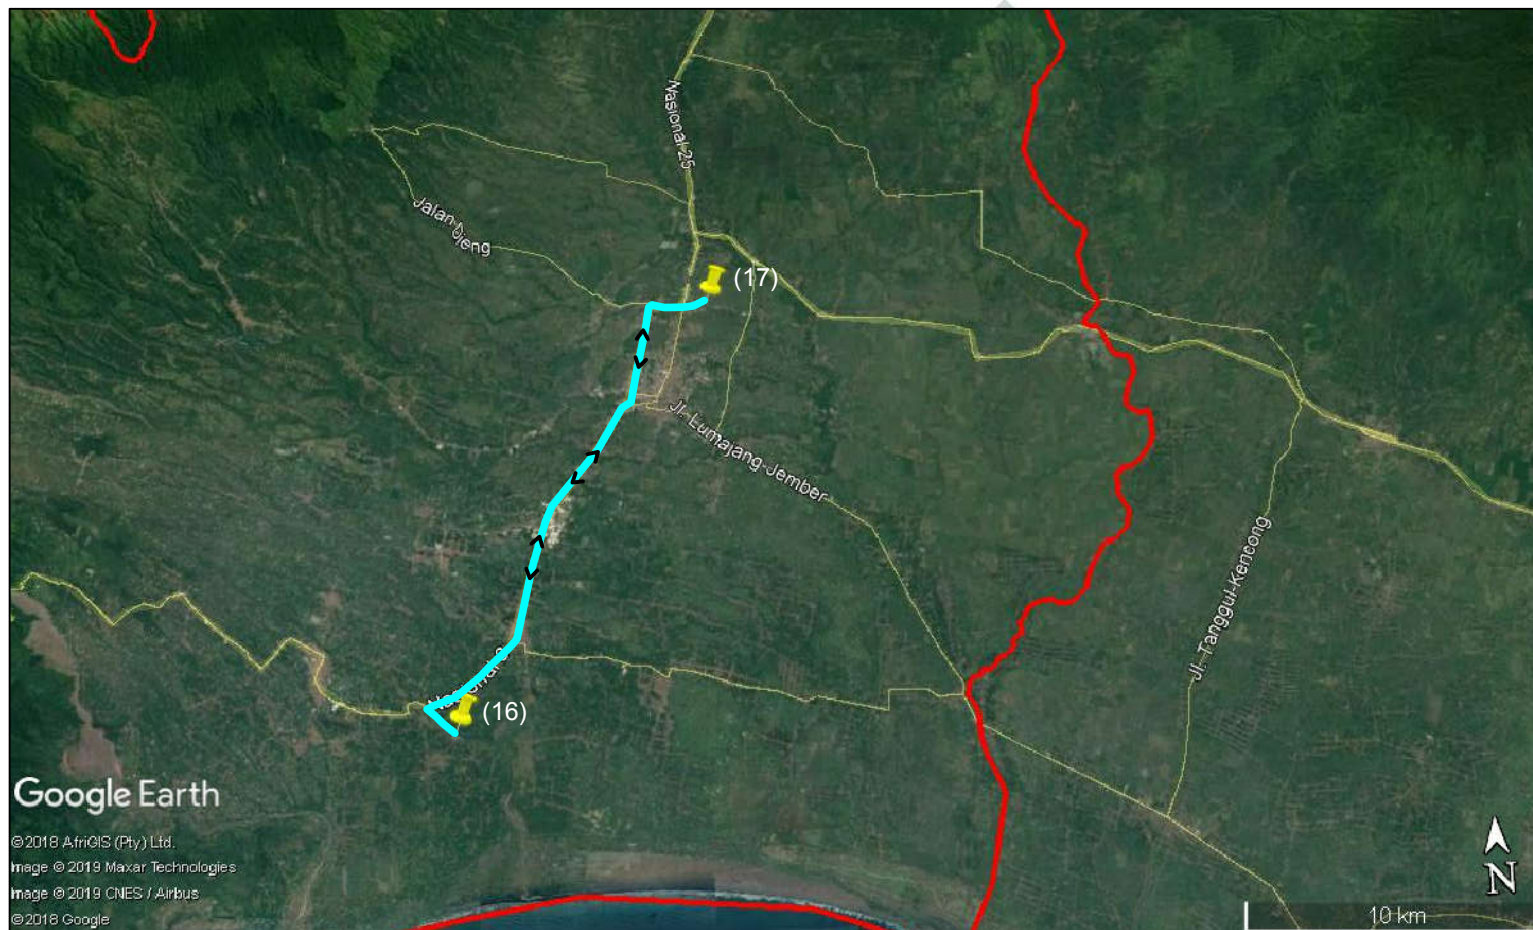 Nasional 25
Jalan Djeng
(17)
Jl. Lumajang-Jember
Jl. Tanggul-Kencong
(16)
Google Earth
©2018 AfriGIS (Pty) Ltd.
Image © 2019 Maxar Technologies
Image © 2019 CNES / Airbus
©2018 Google
N
10 km